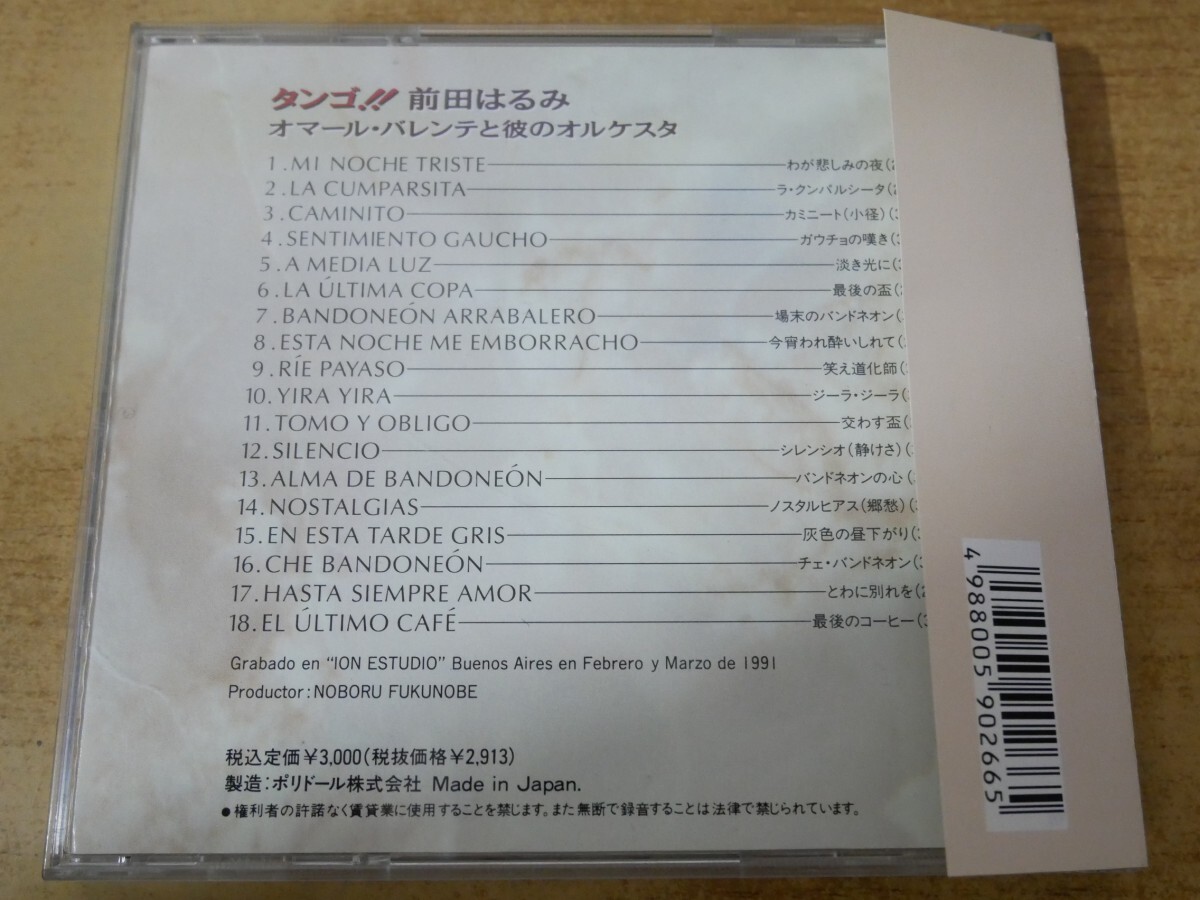 タンゴ!! 前田はるみ
オマール・バレンテと彼のオルケスタ
1. MI NOCHE TRISTE わが悲しみの夜(2
2. LA CUMPARSITA ラ・クンパルシータ(2
3. CAMINITO カミニート(小径)(3
4. SENTIMIENTO GAUCHO ガウチョの嘆き(3
5. A MEDIA LUZ 淡き光に(3
6. LA ÚLTIMA COPA 最後の盃(
7. BANDONEÓN ARRABALERO 場末のバンドネオン(
8. ESTA NOCHE ME EMBORRACHO 今宵われ酔いしれて(
9. RÍE PAYASO 笑え道化師(
10. YIRA YIRA ジーラ・ジーラ(
11. TOMO Y OBLIGO 交わす盃(
12. SILENCIO シレンシオ(静けさ)(
13. ALMA DE BANDONEÓN バンドネオンの心(
14. NOSTALGIAS ノスタルヒアス(郷愁)(3
15. EN ESTA TARDE GRIS 灰色の昼下がり(3
16. CHE BANDONEÓN チェ・バンドネオン(3
17. HASTA SIEMPRE AMOR とわに別れを(2
18. EL ÚLTIMO CAFÉ 最後のコーヒー(3
Grabado en "ION ESTUDIO" Buenos Aires en Febrero y Marzo de 1991
Productor: NOBORU FUKUNOBE
税込定価¥3,000(税抜価格¥2,913)
製造:ポリドール株式会社 Made in Japan.
●権利者の許諾なく賃貸業に使用することを禁じます。また無断で録音することは法律で禁じられています。
4988005902665